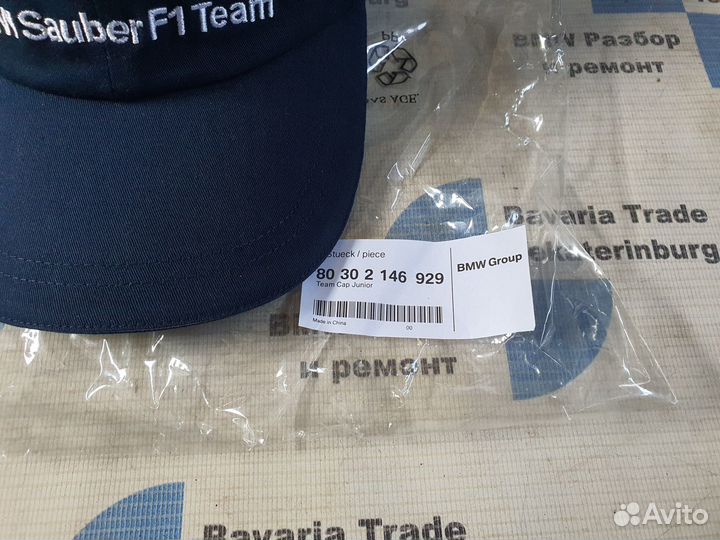 Sauber F1 Team
BMW Разбор
и ремонт
Bavaria Trade
Stueck / piece
80 30 2 146 929
Team Cap Junior
Made in China
00
BMW Group
и ремонт
Bavaria Trade
Avito